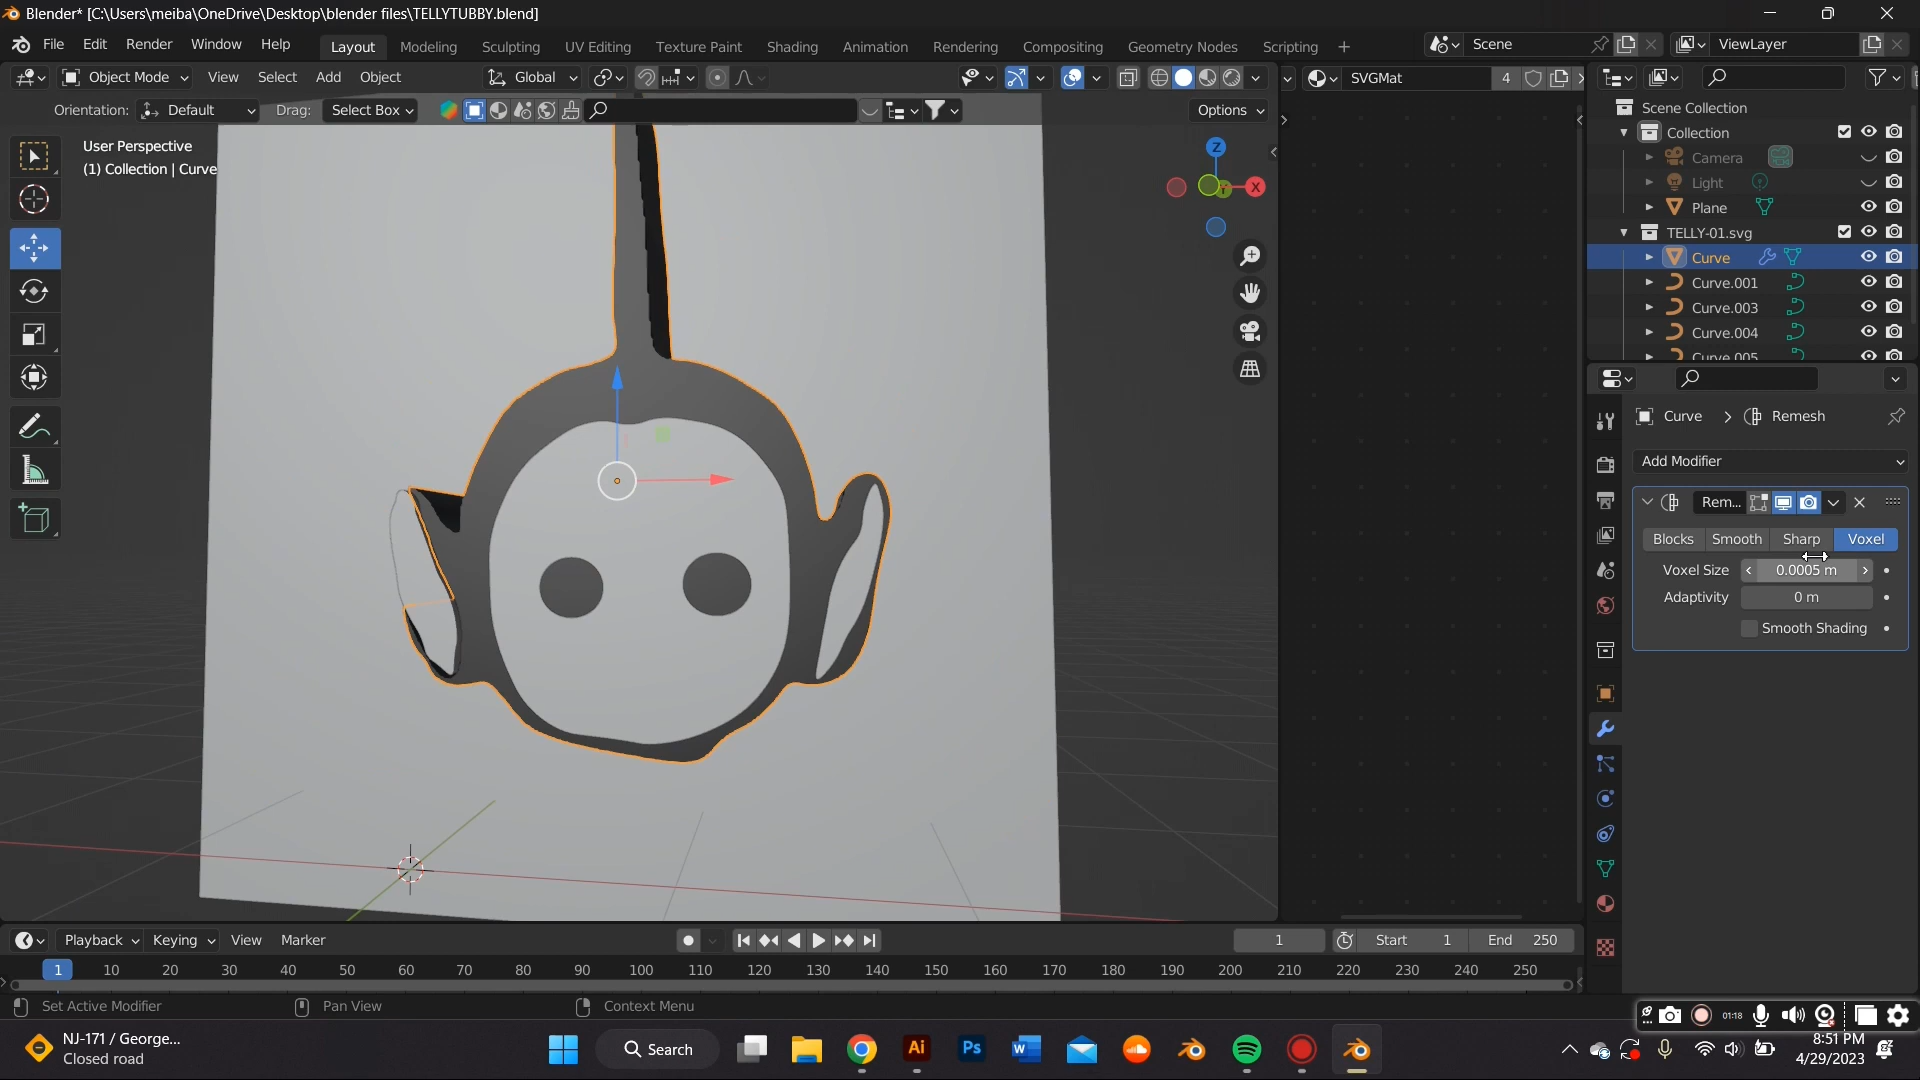 Blender* [C:\Users\meiba\OneDrive\Desktop\blender files\TELLYTUBBY.blend]
File Edit Render Window Help Layout Modeling Sculpting UV Editing Texture Paint Shading Animation Rendering Compositing Geometry Nodes Scripting + Scene ViewLayer
Object Mode View Select Add Object Global SVGMat 4
Orientation: Default Drag: Select Box Options
Scene Collection
Collection
Camera
Light
Plane
TELLY-01.svg
Curve
Curve.001
Curve.003
Curve.004
Curve.005
User Perspective
(1) Collection | Curve
Z
X
Curve > Remesh
Add Modifier
Rem...
Blocks Smooth Sharp Voxel
Voxel Size 0.0005 m
Adaptivity 0 m
Smooth Shading
Playback Keying View Marker 1 Start 1 End 250
1 10 20 30 40 50 60 70 80 90 100 110 120 130 140 150 160 170 180 190 200 210 220 230 240 250
Set Active Modifier Pan View Context Menu
01:18
NJ-171 / George...
Closed road
Search
Ai
Ps
W
8:51 PM
4/29/2023